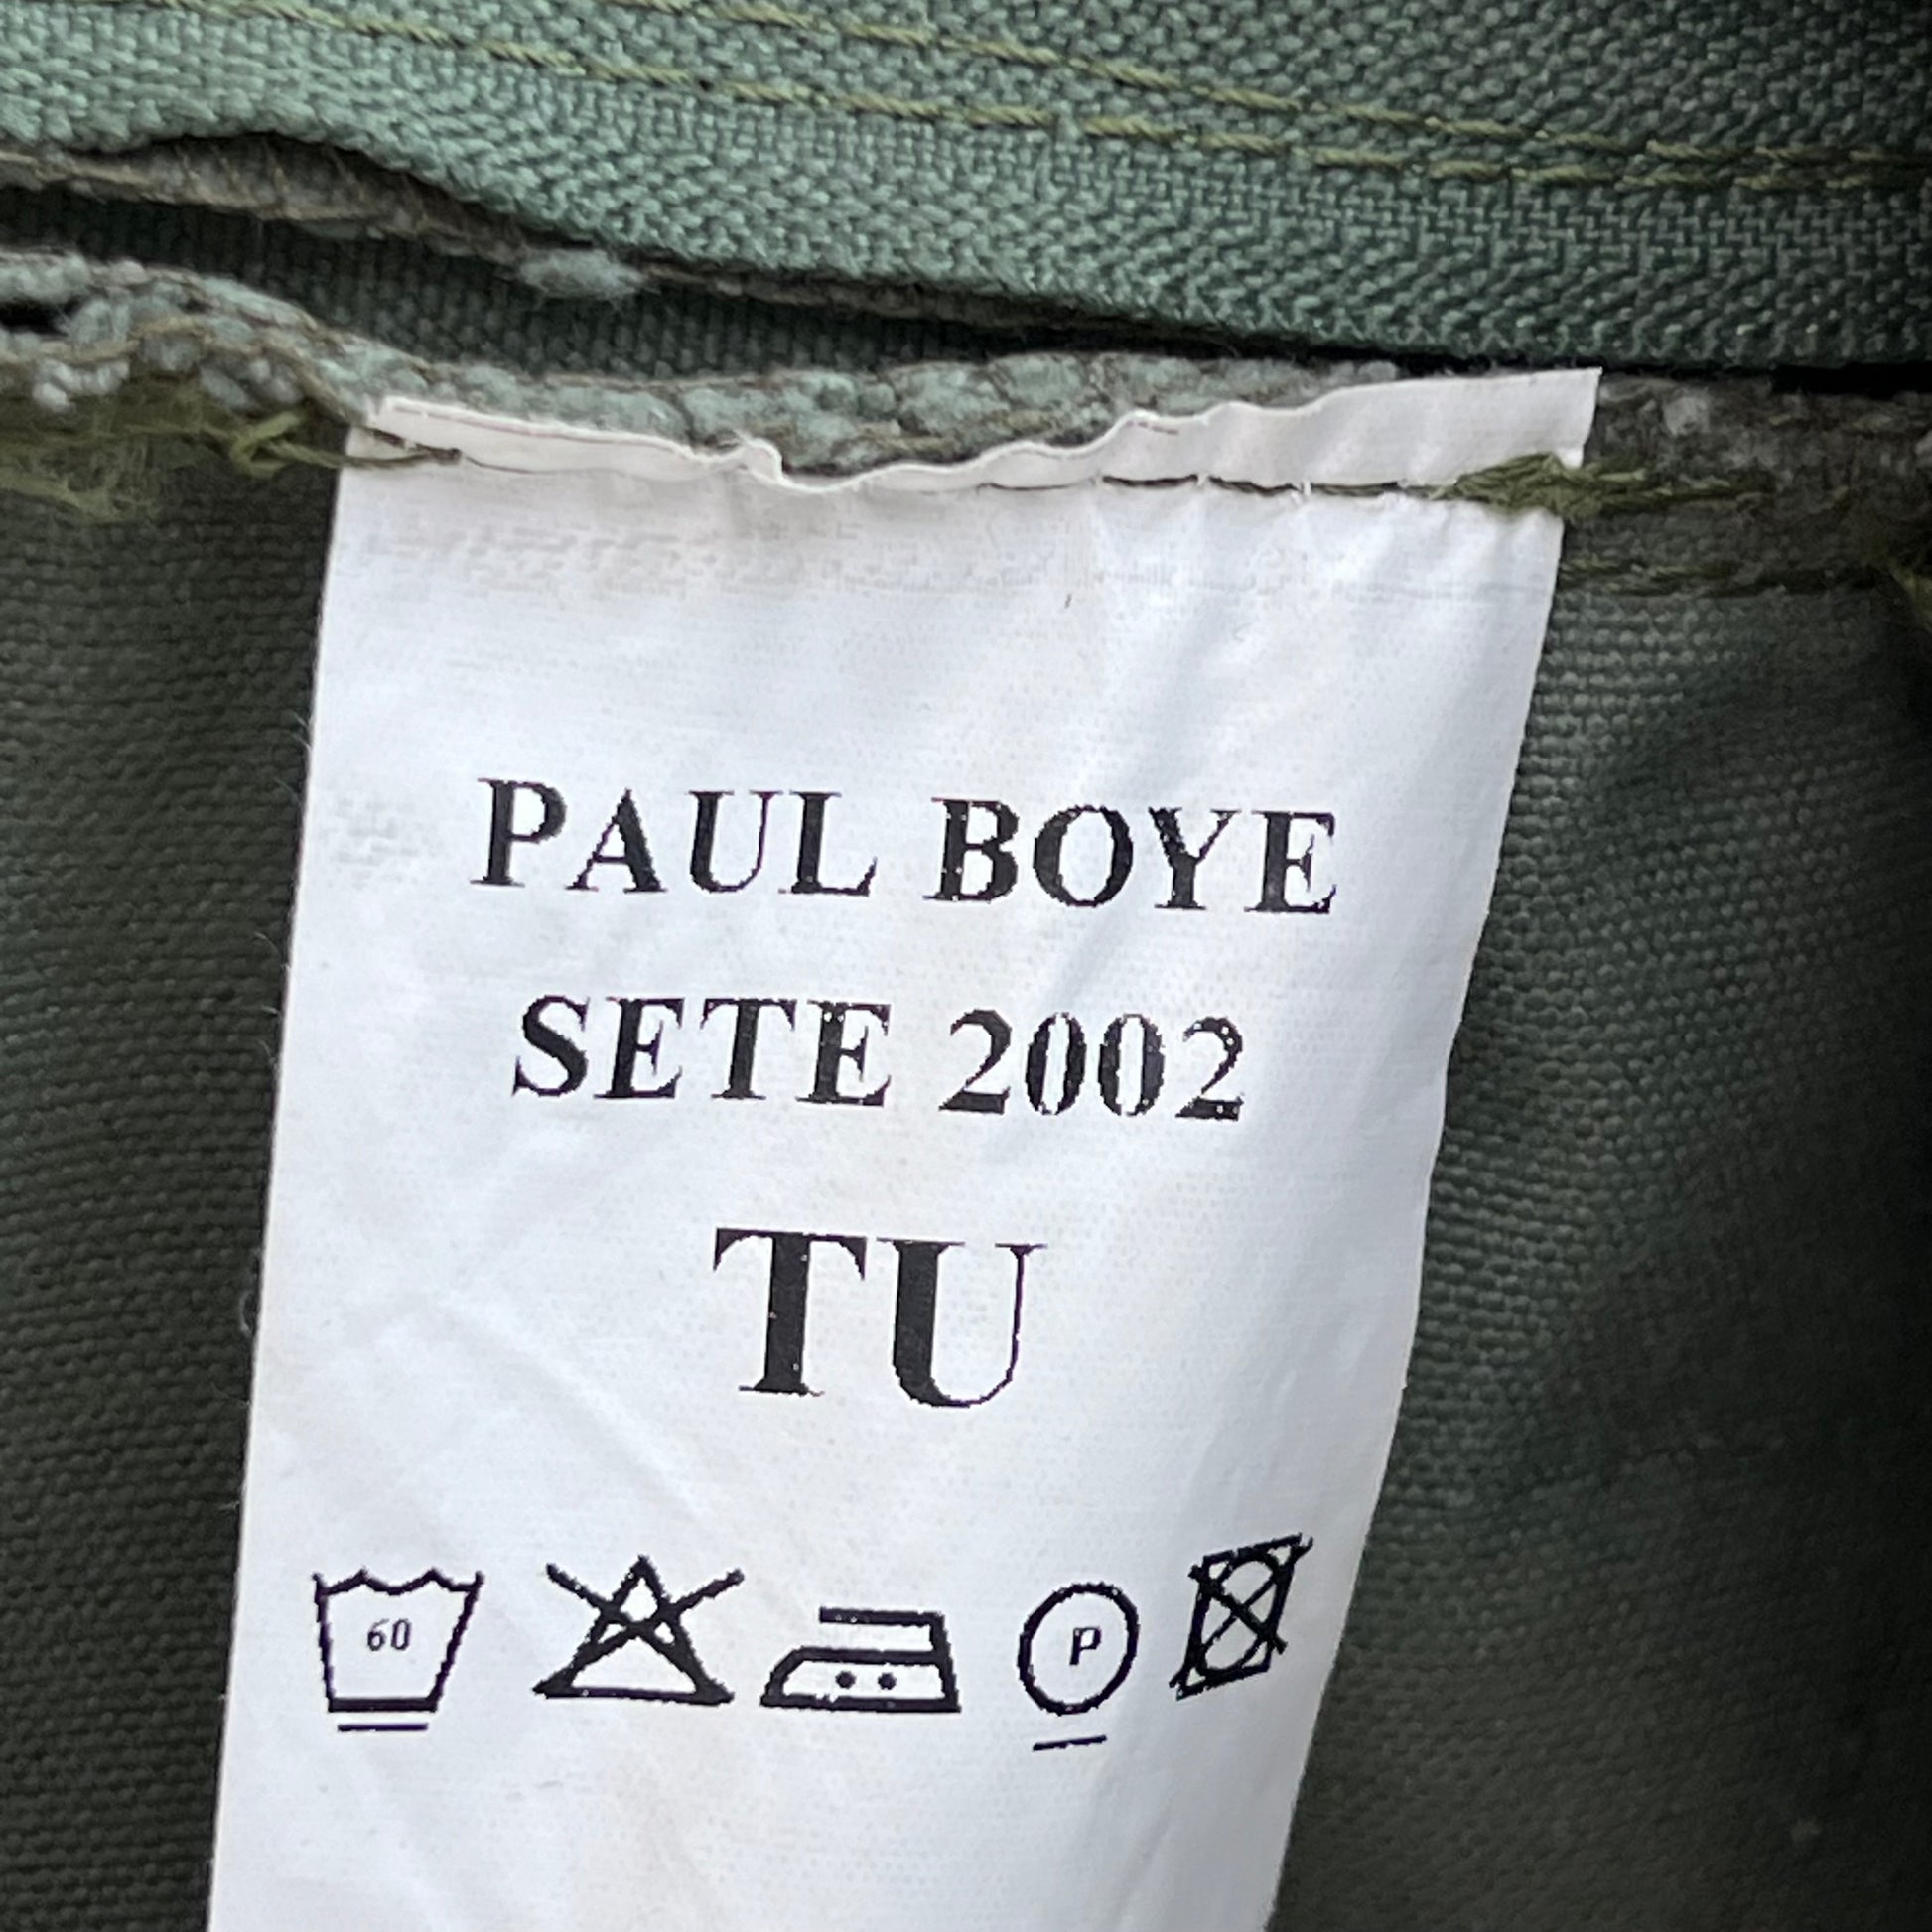 PAUL BOYE
SETE 2002
TU
60 P